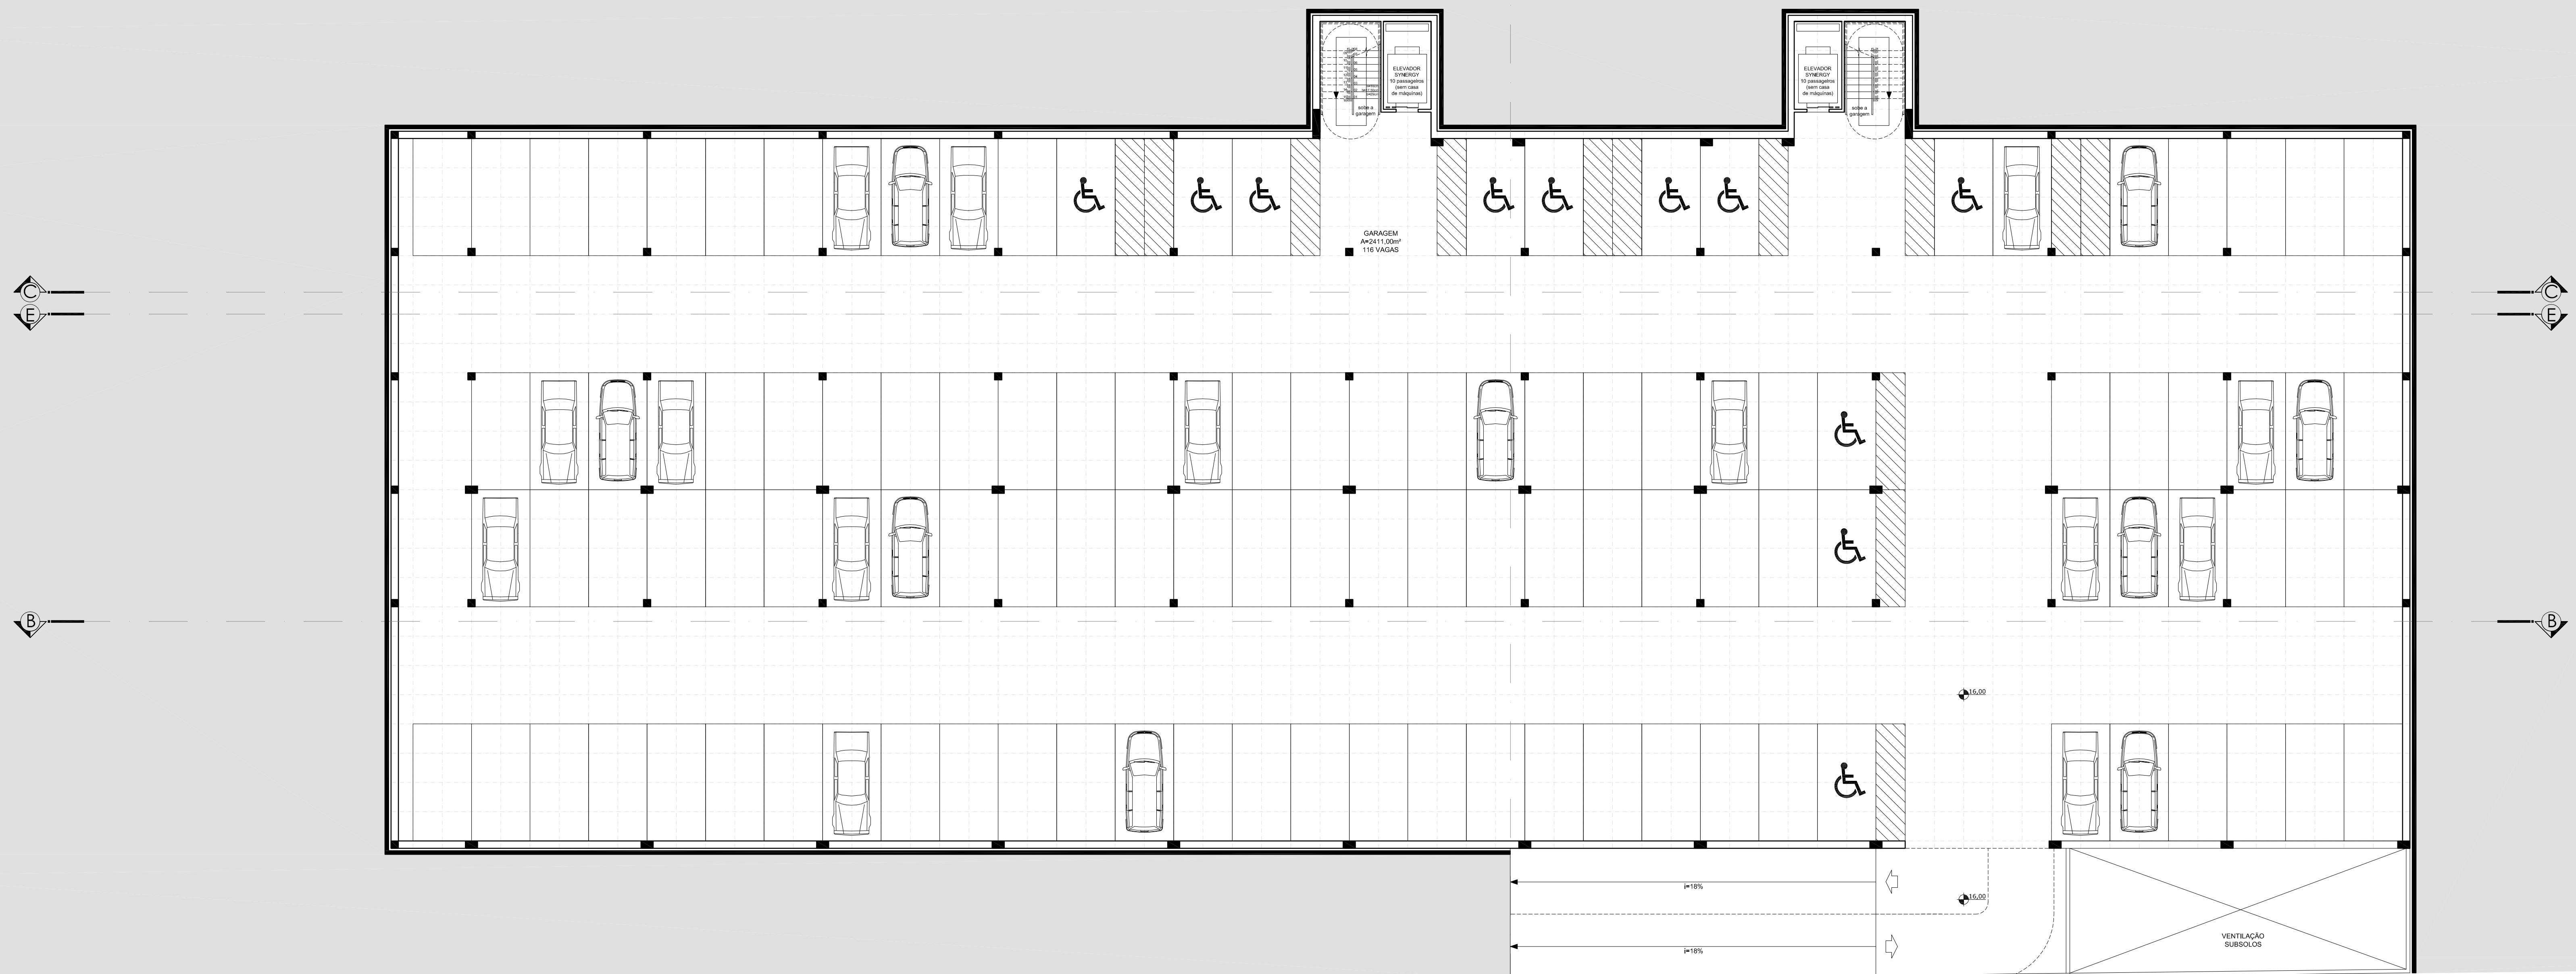 ELEVADOR
SYNERGY
10 passageiros
(sem casa
de máquinas)
sobe a
garagem
ELEVADOR
SYNERGY
10 passageiros
(sem casa
de máquinas)
sobe a
garagem
GARAGEM
A=2411,00m²
116 VAGAS
C
C
E
E
B
B
16,00
i=18%
16,00
i=18%
VENTILAÇÃO
SUBSOLOS